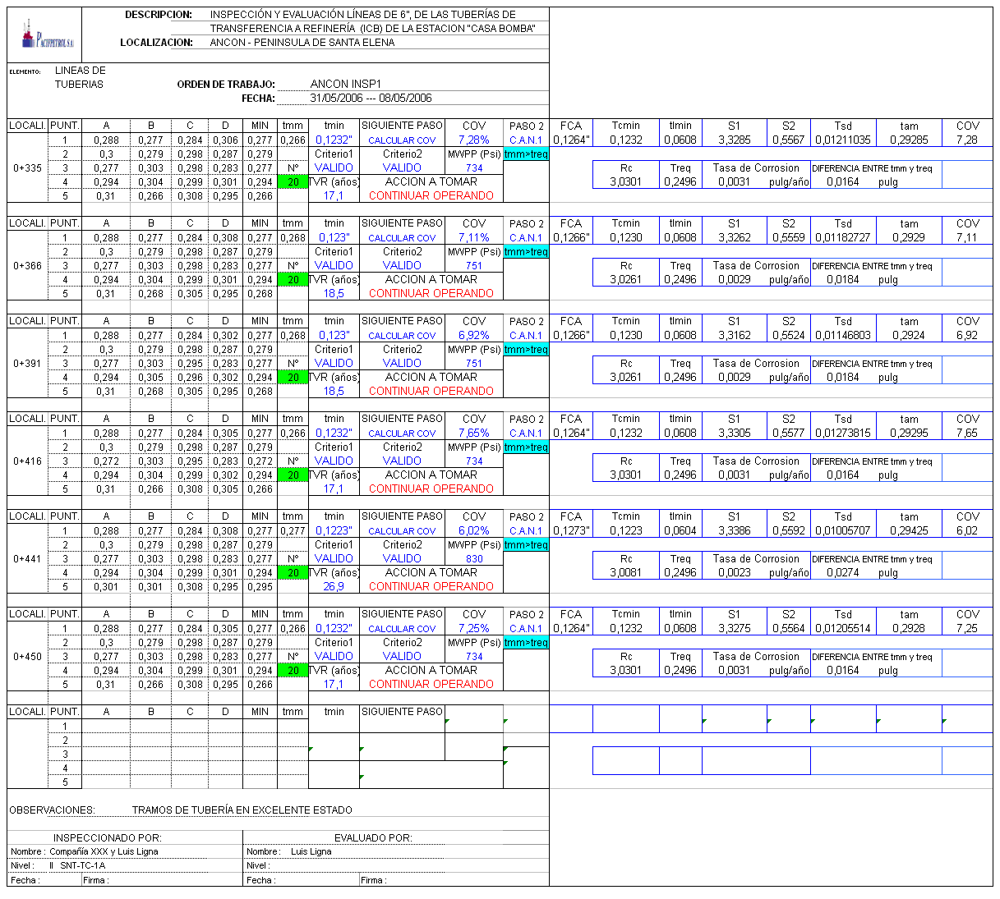 PACIFPETROL S.A.
DESCRIPCION: INSPECCIÓN Y EVALUACIÓN LÍNEAS DE 6", DE LAS TUBERÍAS DE
TRANSFERENCIA A REFINERÍA (ICB) DE LA ESTACION "CASA BOMBA"
LOCALIZACION: ANCON - PENINSULA DE SANTA ELENA
ELEMENTO: LINEAS DE
TUBERIAS
ORDEN DE TRABAJO: ANCON INSP1
FECHA: 31/05/2006 --- 08/05/2006
LOCALI. PUNT. A B C D MIN tmm tmin SIGUIENTE PASO COV PASO 2 FCA Tcmin tlmin S1 S2 Tsd tam COV
1 0,288 0,277 0,284 0,306 0,277 0,266 0,1232" CALCULAR COV 7,28% C.A.N.1 0,1264" 0,1232 0,0608 3,3285 0,5567 0,01211035 0,29285 7,28
2 0,3 0,279 0,298 0,287 0,279 Criterio1 Criterio2 MWPP (Psi) tmm>treq
0+335 3 0,277 0,303 0,298 0,283 0,277 Nº VALIDO VALIDO 734 Rc Treq Tasa de Corrosion DIFERENCIA ENTRE tmm y treq
4 0,294 0,304 0,299 0,301 0,294 20 TVR (años) ACCION A TOMAR 3,0301 0,2496 0,0031 pulg/año 0,0164 pulg
5 0,31 0,266 0,308 0,295 0,266 17,1 CONTINUAR OPERANDO
LOCALI. PUNT. A B C D MIN tmm tmin SIGUIENTE PASO COV PASO 2 FCA Tcmin tlmin S1 S2 Tsd tam COV
1 0,288 0,277 0,284 0,308 0,277 0,268 0,123" CALCULAR COV 7,11% C.A.N.1 0,1266" 0,1230 0,0608 3,3262 0,5559 0,01182727 0,2929 7,11
2 0,3 0,279 0,298 0,287 0,279 Criterio1 Criterio2 MWPP (Psi) tmm>treq
0+366 3 0,277 0,303 0,298 0,283 0,277 Nº VALIDO VALIDO 751 Rc Treq Tasa de Corrosion DIFERENCIA ENTRE tmm y treq
4 0,294 0,304 0,299 0,301 0,294 20 TVR (años) ACCION A TOMAR 3,0261 0,2496 0,0029 pulg/año 0,0184 pulg
5 0,31 0,268 0,305 0,295 0,268 18,5 CONTINUAR OPERANDO
LOCALI. PUNT. A B C D MIN tmm tmin SIGUIENTE PASO COV PASO 2 FCA Tcmin tlmin S1 S2 Tsd tam COV
1 0,288 0,277 0,284 0,302 0,277 0,268 0,123" CALCULAR COV 6,92% C.A.N.1 0,1266" 0,1230 0,0608 3,3162 0,5524 0,01146803 0,2924 6,92
2 0,3 0,279 0,298 0,287 0,279 Criterio1 Criterio2 MWPP (Psi) tmm>treq
0+391 3 0,277 0,303 0,295 0,283 0,277 Nº VALIDO VALIDO 751 Rc Treq Tasa de Corrosion DIFERENCIA ENTRE tmm y treq
4 0,294 0,305 0,296 0,302 0,294 20 TVR (años) ACCION A TOMAR 3,0261 0,2496 0,0029 pulg/año 0,0184 pulg
5 0,31 0,268 0,305 0,295 0,268 18,5 CONTINUAR OPERANDO
LOCALI. PUNT. A B C D MIN tmm tmin SIGUIENTE PASO COV PASO 2 FCA Tcmin tlmin S1 S2 Tsd tam COV
1 0,288 0,277 0,284 0,305 0,277 0,266 0,1232" CALCULAR COV 7,65% C.A.N.1 0,1264" 0,1232 0,0608 3,3305 0,5577 0,01273815 0,29295 7,65
2 0,3 0,279 0,298 0,287 0,279 Criterio1 Criterio2 MWPP (Psi) tmm>treq
0+416 3 0,272 0,303 0,295 0,283 0,272 Nº VALIDO VALIDO 734 Rc Treq Tasa de Corrosion DIFERENCIA ENTRE tmm y treq
4 0,294 0,304 0,299 0,302 0,294 20 TVR (años) ACCION A TOMAR 3,0301 0,2496 0,0031 pulg/año 0,0164 pulg
5 0,31 0,266 0,308 0,305 0,266 17,1 CONTINUAR OPERANDO
LOCALI. PUNT. A B C D MIN tmm tmin SIGUIENTE PASO COV PASO 2 FCA Tcmin tlmin S1 S2 Tsd tam COV
1 0,288 0,277 0,284 0,308 0,277 0,277 0,1223" CALCULAR COV 6,02% C.A.N.1 0,1273" 0,1223 0,0604 3,3386 0,5592 0,01005707 0,29425 6,02
2 0,3 0,279 0,298 0,287 0,279 Criterio1 Criterio2 MWPP (Psi) tmm>treq
0+441 3 0,277 0,303 0,298 0,283 0,277 Nº VALIDO VALIDO 830 Rc Treq Tasa de Corrosion DIFERENCIA ENTRE tmm y treq
4 0,294 0,304 0,299 0,301 0,294 20 TVR (años) ACCION A TOMAR 3,0081 0,2496 0,0023 pulg/año 0,0274 pulg
5 0,301 0,301 0,308 0,295 0,295 26,9 CONTINUAR OPERANDO
LOCALI. PUNT. A B C D MIN tmm tmin SIGUIENTE PASO COV PASO 2 FCA Tcmin tlmin S1 S2 Tsd tam COV
1 0,288 0,277 0,284 0,305 0,277 0,266 0,1232" CALCULAR COV 7,25% C.A.N.1 0,1264" 0,1232 0,0608 3,3275 0,5564 0,01205514 0,2928 7,25
2 0,3 0,279 0,298 0,287 0,279 Criterio1 Criterio2 MWPP (Psi) tmm>treq
0+450 3 0,277 0,303 0,298 0,283 0,277 Nº VALIDO VALIDO 734 Rc Treq Tasa de Corrosion DIFERENCIA ENTRE tmm y treq
4 0,294 0,304 0,299 0,301 0,294 20 TVR (años) ACCION A TOMAR 3,0301 0,2496 0,0031 pulg/año 0,0164 pulg
5 0,31 0,266 0,308 0,295 0,266 17,1 CONTINUAR OPERANDO
LOCALI. PUNT. A B C D MIN tmm tmin SIGUIENTE PASO
1
2
3
4
5
OBSERVACIONES: TRAMOS DE TUBERÍA EN EXCELENTE ESTADO
INSPECCIONADO POR: EVALUADO POR:
Nombre : Compañía XXX y Luis Ligna Nombre : Luis Ligna
Nivel : II SNT-TC-1A Nivel :
Fecha : Firma : Fecha : Firma :